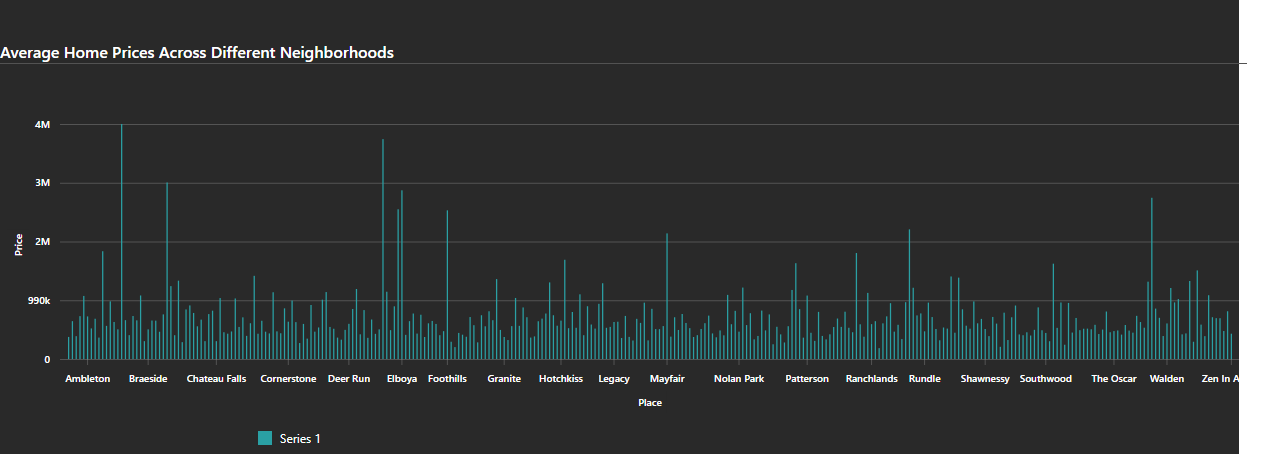 Average Home Prices Across Different Neighborhoods
4M
3M
2M
990k
0
Price
Ambleton Braeside Chateau Falls Cornerstone Deer Run Elboya Foothills Granite Hotchkiss Legacy Mayfair Nolan Park Patterson Ranchlands Rundle Shawnessy Southwood The Oscar Walden Zen In A
Place
Series 1